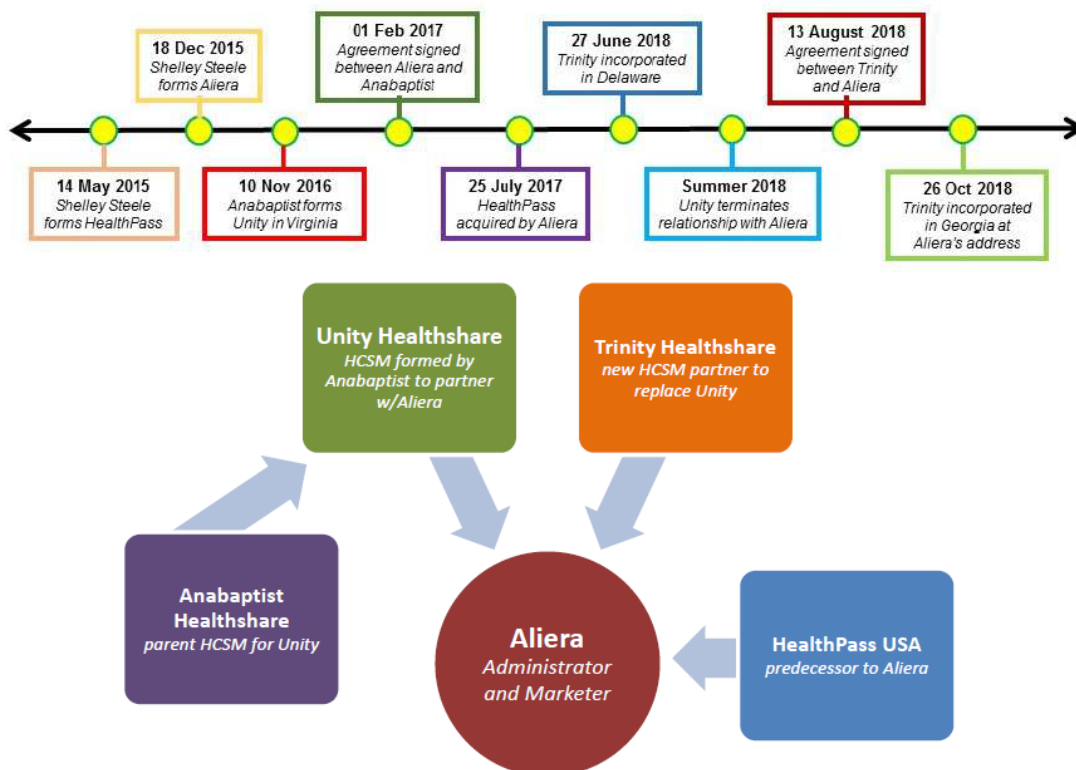 18 Dec 2015
Shelley Steele
forms Aliera
01 Feb 2017
Agreement signed
between Aliera and
Anabaptist
27 June 2018
Trinity incorporated
in Delaware
13 August 2018
Agreement signed
between Trinity
and Aliera
14 May 2015
Shelley Steele
forms HealthPass
10 Nov 2016
Anabaptist forms
Unity in Virginia
25 July 2017
HealthPass
acquired by Aliera
Summer 2018
Unity terminates
relationship with Aliera
26 Oct 2018
Trinity incorporated
in Georgia at
Aliera's address
Unity Healthshare
HCSM formed by
Anabaptist to partner
w/Aliera
Trinity Healthshare
new HCSM partner to
replace Unity
Anabaptist
Healthshare
parent HCSM for Unity
Aliera
Administrator
and Marketer
HealthPass USA
predecessor to Aliera